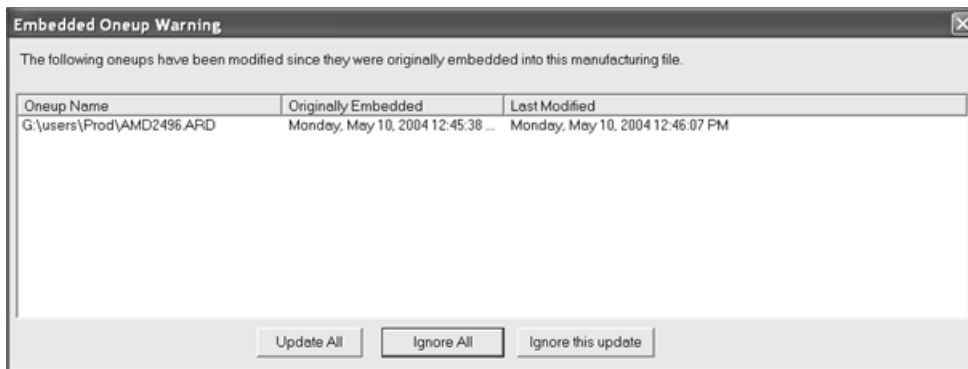 Embedded Oneup Warning
The following oneups have been modified since they were originally embedded into this manufacturing file.
Oneup Name Originally Embedded Last Modified
G:\users\Prod\AMD2496.ARD Monday, May 10, 2004 12:45:38 ... Monday, May 10, 2004 12:46:07 PM
Update All Ignore All Ignore this update